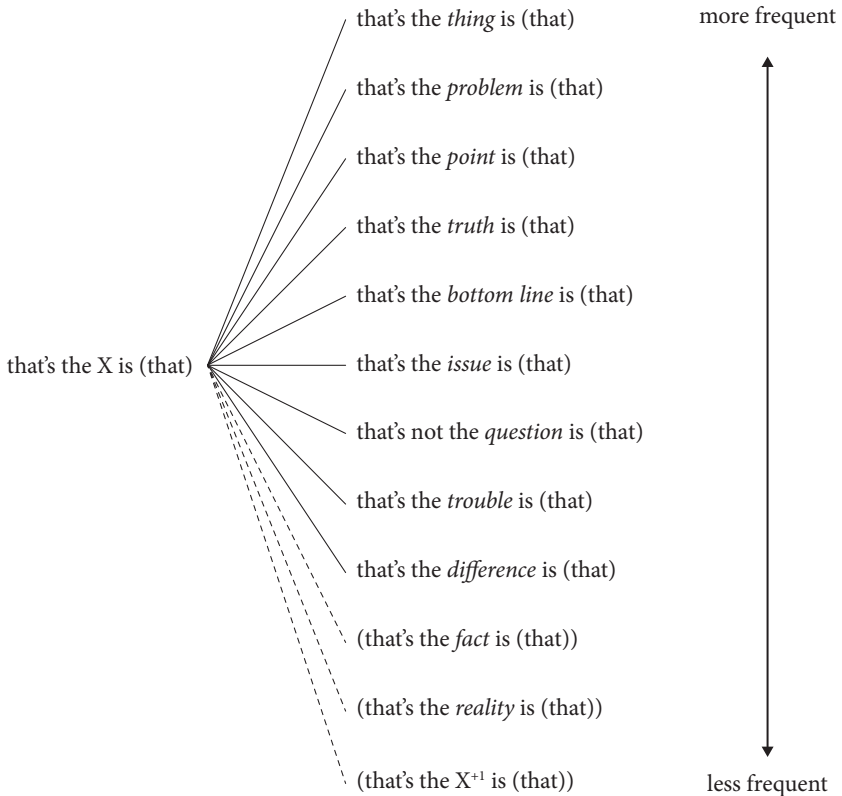 that's the thing is (that)
more frequent
that's the problem is (that)
that's the point is (that)
that's the truth is (that)
that's the bottom line is (that)
that's the X is (that)
that's the issue is (that)
that's not the question is (that)
that's the trouble is (that)
that's the difference is (that)
(that's the fact is (that))
(that's the reality is (that))
(that's the X⁺¹ is (that))
less frequent